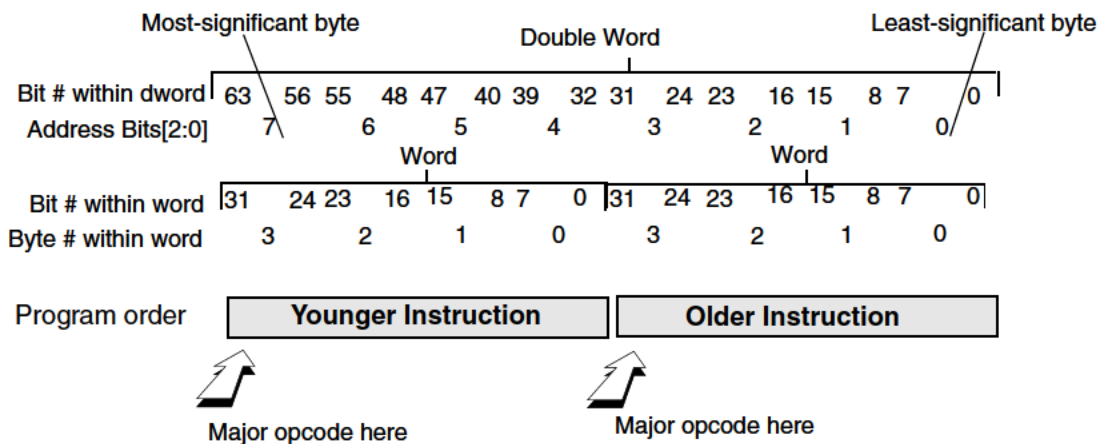 Most-significant byte Least-significant byte
Double Word
Bit # within dword 63 56 55 48 47 40 39 32 31 24 23 16 15 8 7 0
Address Bits[2:0] 7 6 5 4 3 2 1 0
Word Word
Bit # within word 31 24 23 16 15 8 7 0 31 24 23 16 15 8 7 0
Byte # within word 3 2 1 0 3 2 1 0
Program order Younger Instruction Older Instruction
Major opcode here Major opcode here